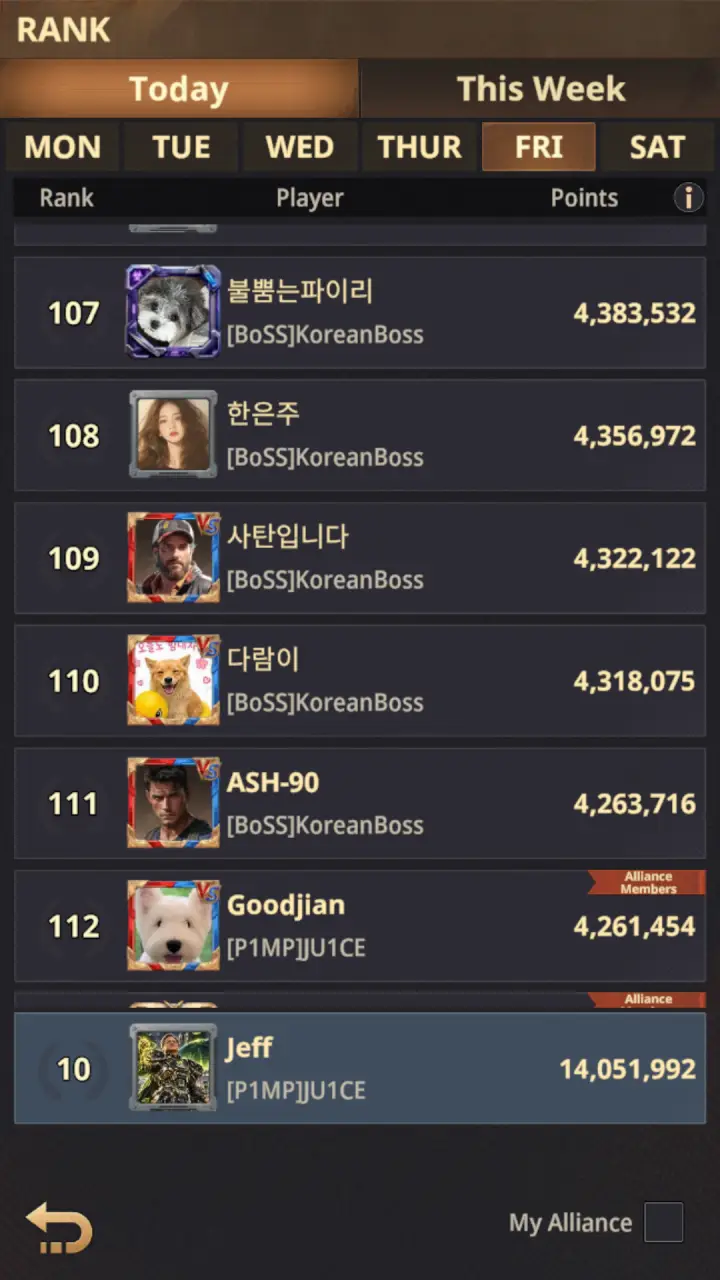 RANK
Today
This Week
MON TUE WED THUR FRI SAT
Rank Player Points i
107 불뿜는파이리 4,383,532
[BoSS]KoreanBoss
108 한은주 4,356,972
[BoSS]KoreanBoss
109 사탄입니다 4,322,122
[BoSS]KoreanBoss
110 다람이 4,318,075
[BoSS]KoreanBoss
111 ASH-90 4,263,716
[BoSS]KoreanBoss
Alliance
Members
112 Goodjian 4,261,454
[P1MP]JU1CE
Alliance
10 Jeff 14,051,992
[P1MP]JU1CE
My Alliance